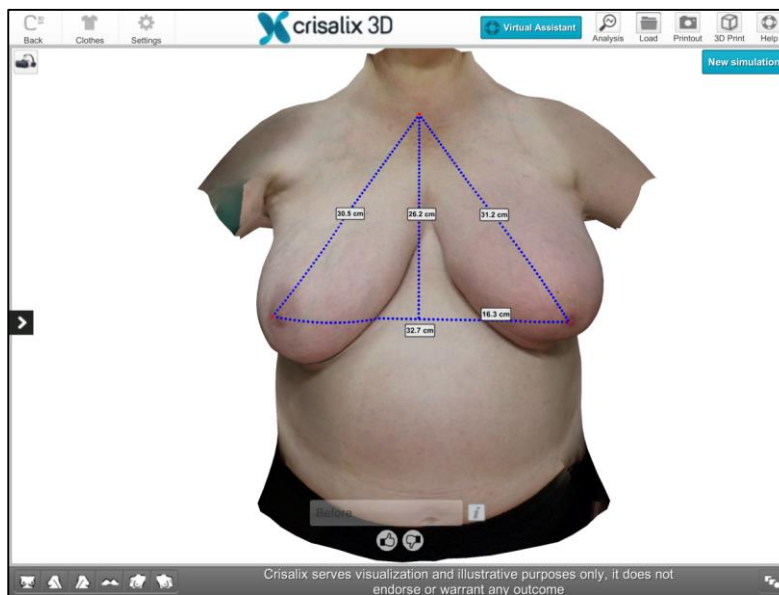 Back
Clothes
Settings
crisalix 3D
Virtual Assistant
Analysis
Load
Printout
3D Print
Help
New simulation
30.5 cm
26.2 cm
31.2 cm
16.3 cm
32.7 cm
Before
i
Crisalix serves visualization and illustrative purposes only, it does not
endorse or warrant any outcome